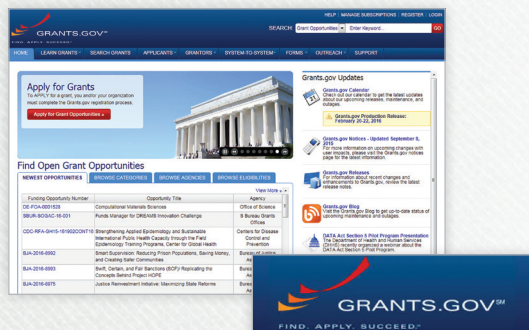 HELP | MANAGE SUBSCRIPTIONS | REGISTER | LOGIN
GRANTS.GOV℠
FIND. APPLY. SUCCEED.℠
SEARCH: Grant Opportunities Enter Keyword... GO
HOME LEARN GRANTS SEARCH GRANTS APPLICANTS GRANTORS SYSTEM-TO-SYSTEM FORMS OUTREACH SUPPORT
Apply for Grants
To APPLY for a grant, you and/or your organization
must complete the Grants.gov registration process.
Apply for Grant Opportunities »
Find Open Grant Opportunities
NEWEST OPPORTUNITIES BROWSE CATEGORIES BROWSE AGENCIES BROWSE ELIGIBILITIES
View More
Funding Opportunity Number Opportunity Title Agency
DE-FOA-0001528 Computational Materials Sciences Office of Science
SBUR-SOGAC-16-001 Funds Manager for DREAMS Innovation Challenge S Bureau Grants
Offices
Strengthening Applied Epidemiology and Sustainable Centers for Disease
International Public Health Capacity through the Field Control and
Epidemiology Training Programs, Center for Global Health Prevention
BJA-2016-8992 Smart Supervision: Reducing Prison Populations, Saving Money,
and Creating Safer Communities
BJA-2016-8993 Swift, Certain, and Fair Sanctions (SCF)/ Replicating the
Concepts Behind Project HOPE
BJA-2016-8975 Justice Reinvestment Initiative: Maximizing State Reforms
Grants.gov Updates
Grants.gov Calendar
Check out our calendar to get the latest updates
about our upcoming releases, maintenance, and
outages.
Grants.gov Production Release:
February 20-22, 2016
Grants.gov Notices - Updated September 8,
2015
For more information on upcoming changes with
user impacts, please visit the Grants.gov notices
page for the latest information.
Grants.gov Releases
For information about recent changes and
enhancements to Grants.gov, review the latest
release notes.
Grants.gov Blog
Visit the Grants.gov Blog to get up-to-date status of
upcoming maintenance and outages.
DATA Act Section 5 Pilot Program Presentation
The Department of Health and Human Services
(DHHS) recently organized a webinar about the
DATA Act Section 5 Pilot Program.
GRANTS.GOV℠
FIND. APPLY. SUCCEED.℠